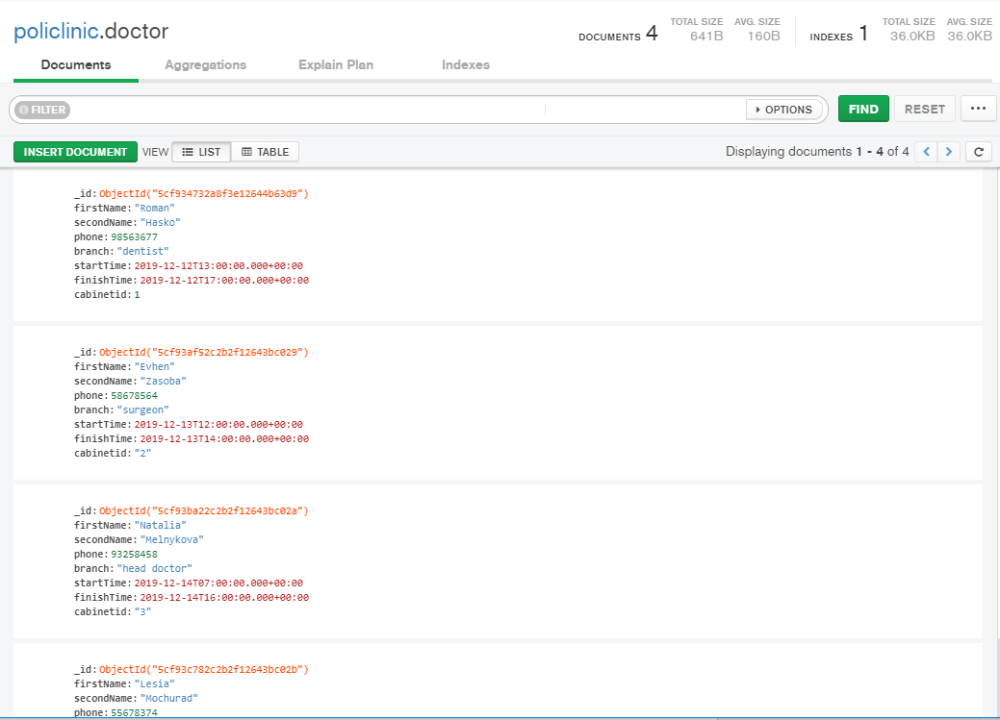 policlinic.doctor
DOCUMENTS 4 TOTAL SIZE 641B AVG. SIZE 160B INDEXES 1 TOTAL SIZE 36.0KB AVG. SIZE 36.0KB
Documents Aggregations Explain Plan Indexes
FILTER OPTIONS FIND RESET ...
INSERT DOCUMENT VIEW LIST TABLE Displaying documents 1 - 4 of 4
_id: ObjectId("5cf934732a8f3e12644b63d9")
firstName: "Roman"
secondName: "Hasko"
phone: 98563677
branch: "dentist"
startTime: 2019-12-12T13:00:00.000+00:00
finishTime: 2019-12-12T17:00:00.000+00:00
cabinetid: 1
_id: ObjectId("5cf93af52c2b2f12643bc029")
firstName: "Evhen"
secondName: "Zasoba"
phone: 58678564
branch: "surgeon"
startTime: 2019-12-13T12:00:00.000+00:00
finishTime: 2019-12-13T14:00:00.000+00:00
cabinetid: "2"
_id: ObjectId("5cf93ba22c2b2f12643bc02a")
firstName: "Natalia"
secondName: "Melnykova"
phone: 93258458
branch: "head doctor"
startTime: 2019-12-14T07:00:00.000+00:00
finishTime: 2019-12-14T16:00:00.000+00:00
cabinetid: "3"
_id: ObjectId("5cf93c782c2b2f12643bc02b")
firstName: "Lesia"
secondName: "Mochurad"
phone: 55678374